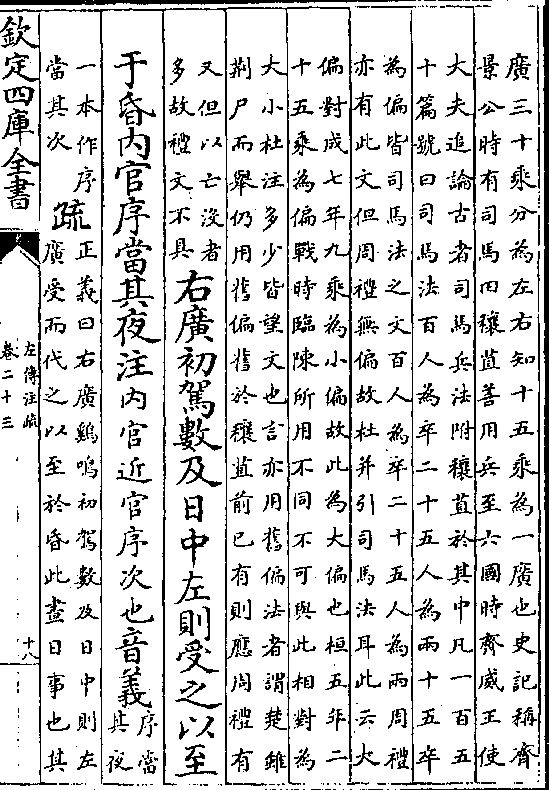 廣三十乘分為左右知十五乘為一廣也史記稱齊
景公時有司馬田穰苴善用兵至六國時齊威王使
大夫追論古者司馬兵法附穰苴於其中凡一百五
十篇號曰司馬法百人為卒二十五人為兩十五乘
為偏皆司馬法之文百人為卒二十五人為兩周禮
亦有此文但周禮無偏故杜并引司馬法耳此云大
偏對成七年九乘為小偏故此為大偏也桓五年二
十五乘為偏戰時臨陳所用不同不可與此相對為
大小杜注多少皆望文也言亦用舊偏法者謂楚雖
荆尸而舉仍用舊偏舊於穰苴前已有則應周禮有
又但以亡沒者
多故禮文不具
右廣初駕數及日中左則受之以至
于昏內官序當其夜注內官近官序次也音義
序當
其夜
一本作序
當其次
疏
正義曰右廣雞鳴初駕數及日中則左
廣受而代之以至於昏此晝日事也其
欽定四庫全書
左傳注疏
卷二十三
十八